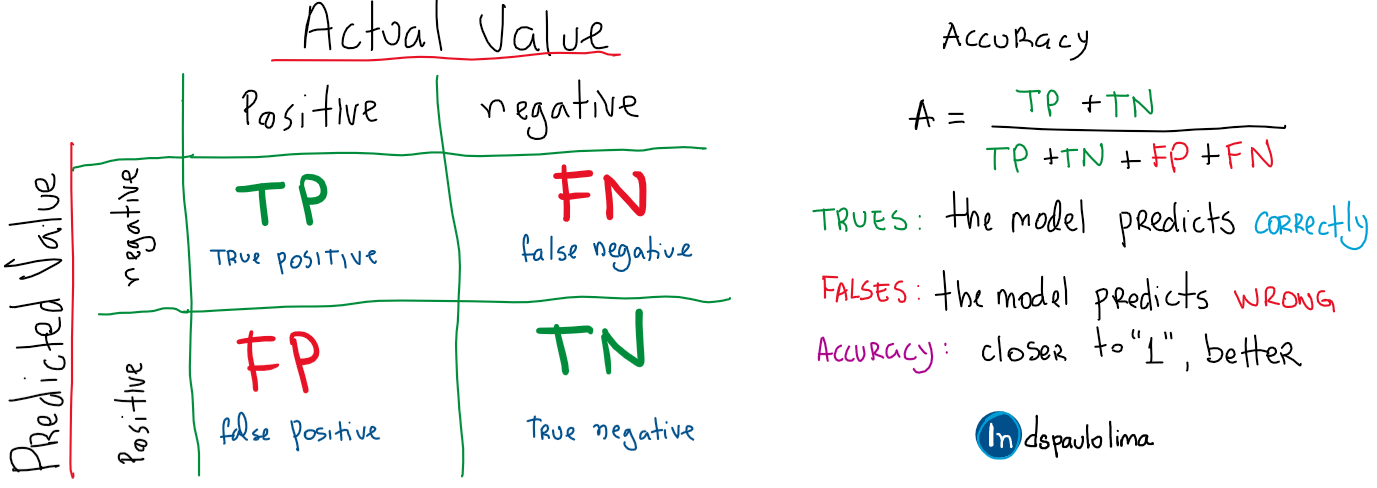 Actual Value
Positive negative
Predicted Value
negative
TP FN
True positive false negative
Positive
FP TN
false positive True negative
Accuracy
A = TP + TN
TP + TN + FP + FN
TRUES: the model predicts correctly
FALSES: the model predicts WRONG
Accuracy: closer to "1", better
In dspaulolima